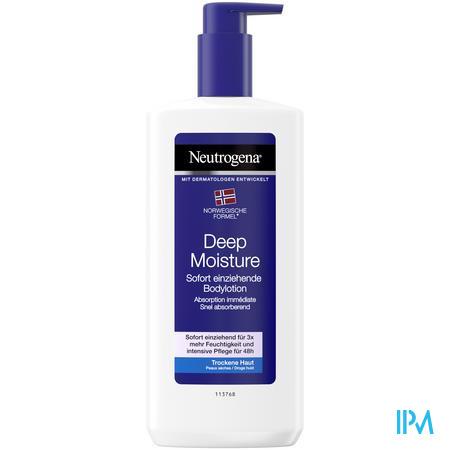 Neutrogena®
MIT DERMATOLOGEN ENTWICKELT
NORWEGISCHE
FORMEL*
Deep
Moisture
Sofort einziehende
Bodylotion
Absorption immédiate
Snel absorberend
Sofort einziehend für 3x
mehr Feuchtigkeit und
intensive Pflege für 48h
Trockene Haut
Peaux sèches / Droge huid
113768
IPM